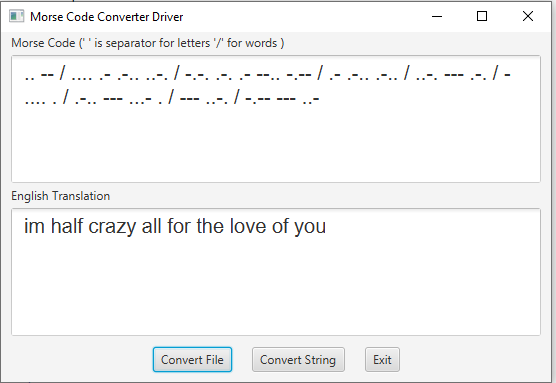 Morse Code Converter Driver
Morse Code (' ' is separator for letters '/' for words )
.. -- / .... .- .-.. ..-. / -.-. .-. .- --.. -.-- / .- .-.. .-.. / ..-. --- .-. / -
.... . / .-.. --- ...- . / --- ..-. / -.-- --- ..-
English Translation
im half crazy all for the love of you
Convert File Convert String Exit